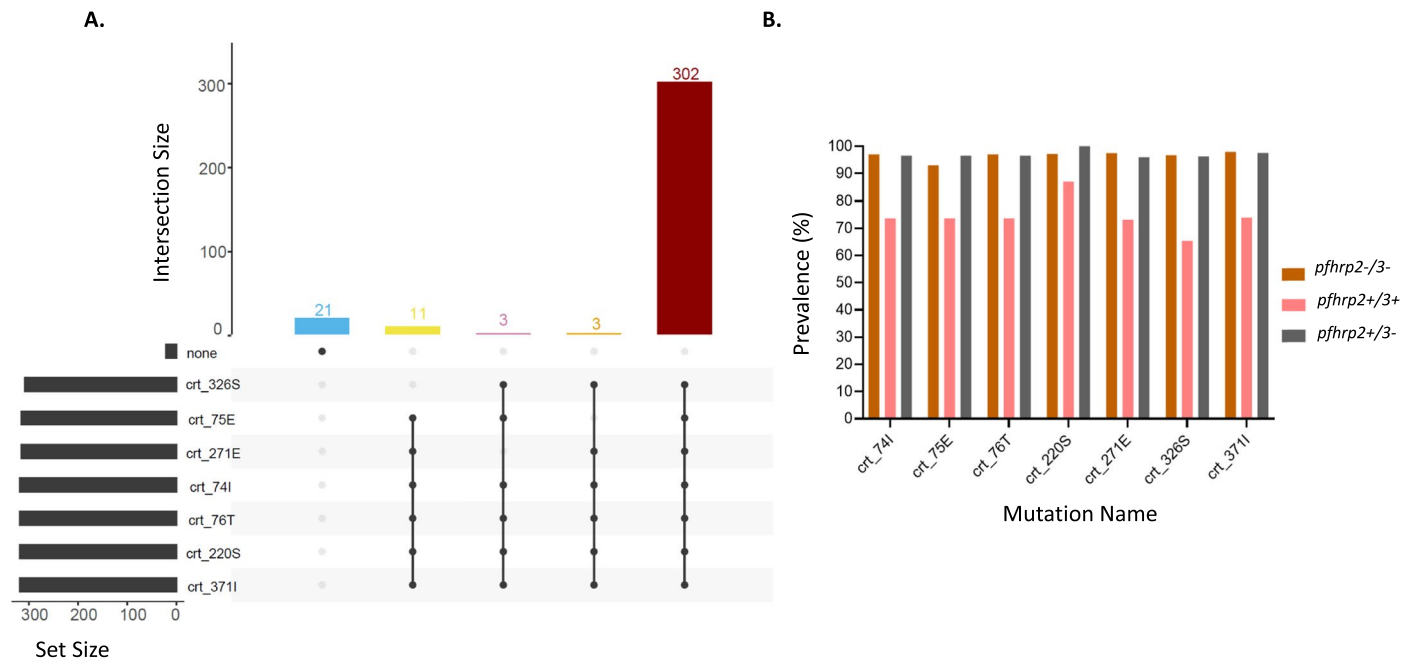 A.
B.
Intersection Size
300
200
100
0
302
21
11
3
3
none
crt_326S
crt_75E
crt_271E
crt_74I
crt_76T
crt_220S
crt_371I
300 200 100 0
Set Size
Prevalence (%)
100
90
80
70
60
50
40
30
20
10
0
crt_74I
crt_75E
crt_76T
crt_220S
crt_271E
crt_326S
crt_371I
Mutation Name
pfhrp2-/3-
pfhrp2+/3+
pfhrp2+/3-